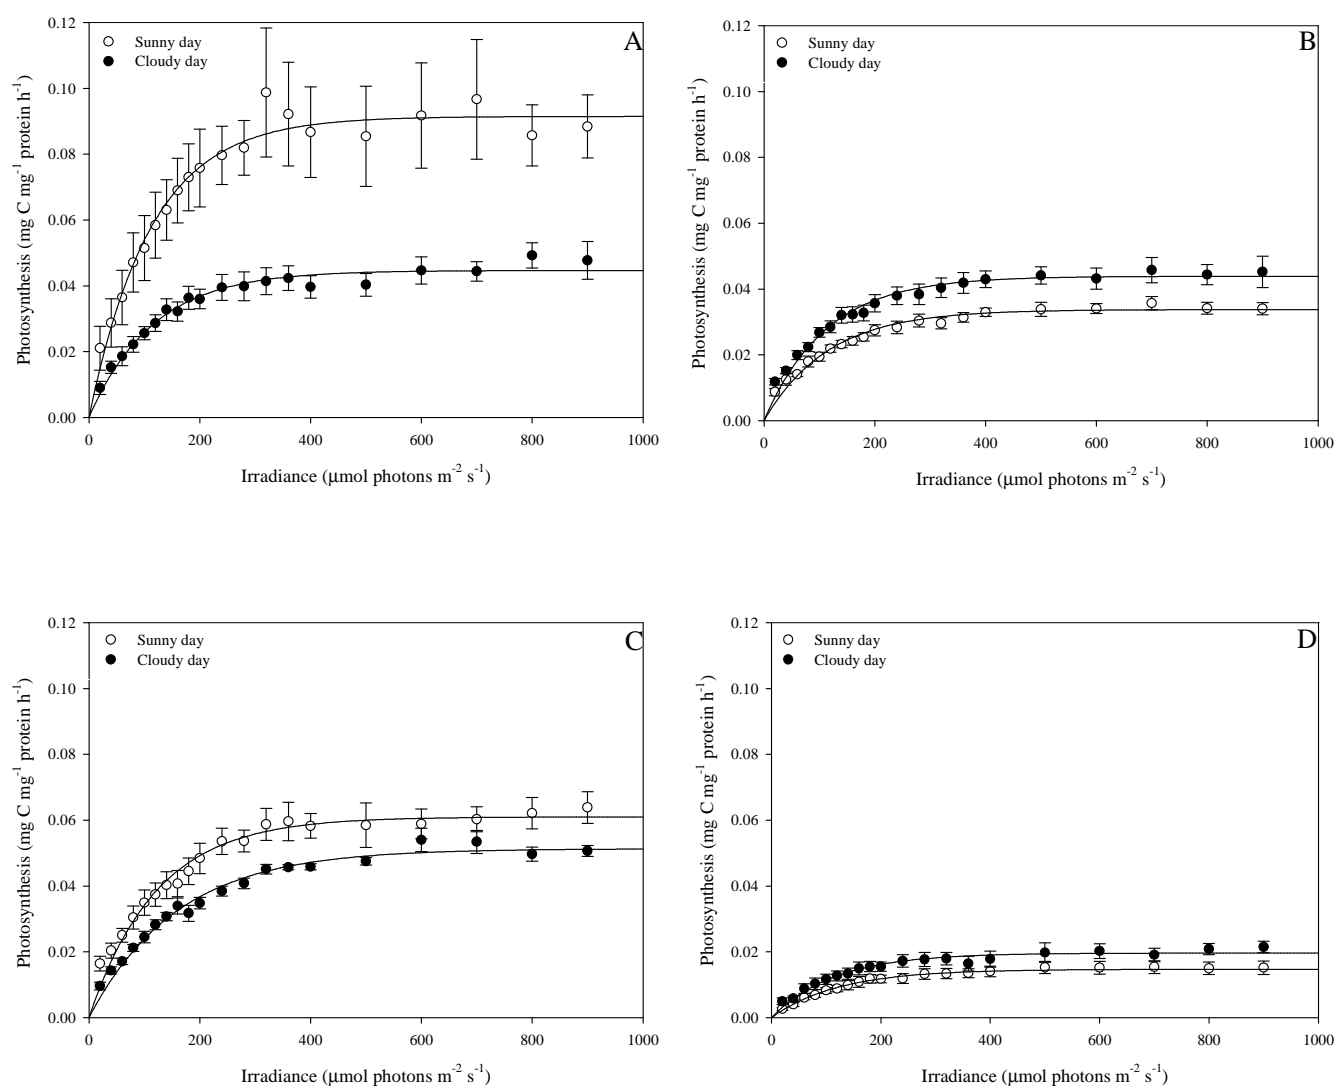 A
Sunny day
Cloudy day
Photosynthesis (mg C mg⁻¹ protein h⁻¹)
0.12
0.10
0.08
0.06
0.04
0.02
0.00
0 200 400 600 800 1000
Irradiance (μmol photons m⁻² s⁻¹)
B
Sunny day
Cloudy day
Photosynthesis (mg C mg⁻¹ protein h⁻¹)
0.12
0.10
0.08
0.06
0.04
0.02
0.00
0 200 400 600 800 1000
Irradiance (μmol photons m⁻² s⁻¹)
C
Sunny day
Cloudy day
Photosynthesis (mg C mg⁻¹ protein h⁻¹)
0.12
0.10
0.08
0.06
0.04
0.02
0.00
0 200 400 600 800 1000
Irradiance (μmol photons m⁻² s⁻¹)
D
Sunny day
Cloudy day
Photosynthesis (mg C mg⁻¹ protein h⁻¹)
0.12
0.10
0.08
0.06
0.04
0.02
0.00
0 200 400 600 800 1000
Irradiance (μmol photons m⁻² s⁻¹)